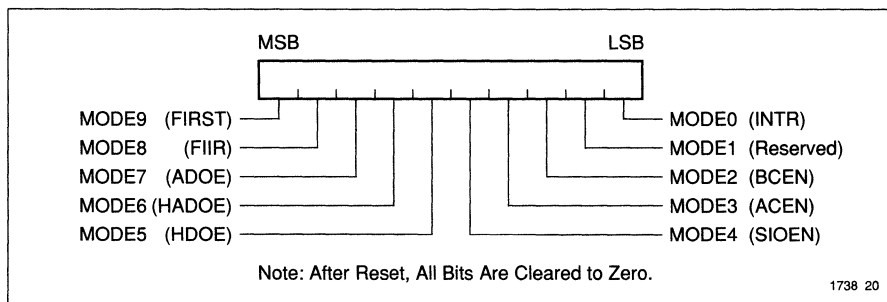 MSB LSB
MODE9 (FIRST) MODE0 (INTR)
MODE8 (FIIR) MODE1 (Reserved)
MODE7 (ADOE) MODE2 (BCEN)
MODE6 (HADOE) MODE3 (ACEN)
MODE5 (HDOE) MODE4 (SIOEN)
Note: After Reset, All Bits Are Cleared to Zero.
1738 20